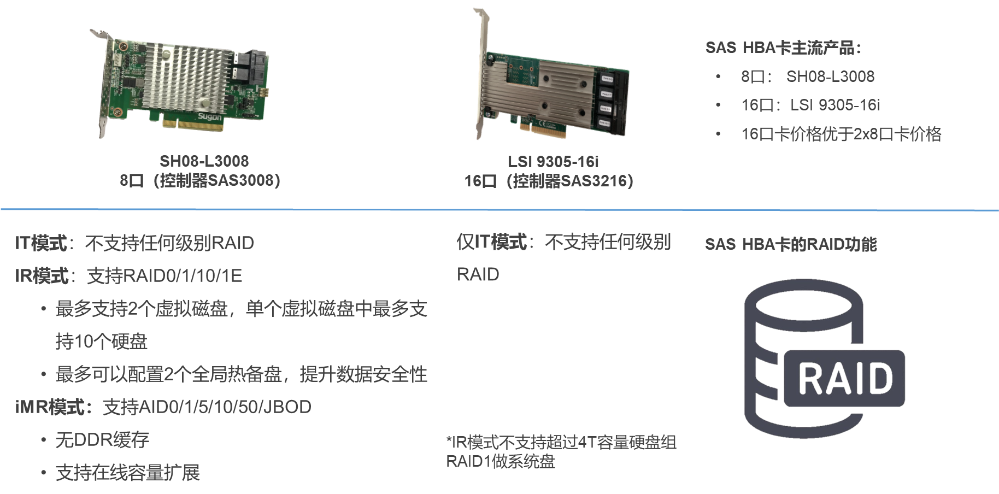 Sugon
SH08-L3008
8口（控制器SAS3008）
LSI 9305-16i
16口（控制器SAS3216）
SAS HBA卡主流产品：
• 8口： SH08-L3008
• 16口：LSI 9305-16i
• 16口卡价格优于2x8口卡价格
IT模式：不支持任何级别RAID
IR模式：支持RAID0/1/10/1E
• 最多支持2个虚拟磁盘，单个虚拟磁盘中最多支
持10个硬盘
• 最多可以配置2个全局热备盘，提升数据安全性
iMR模式：支持AID0/1/5/10/50/JBOD
• 无DDR缓存
• 支持在线容量扩展
仅IT模式：不支持任何级别
RAID
*IR模式不支持超过4T容量硬盘组
RAID1做系统盘
SAS HBA卡的RAID功能
RAID